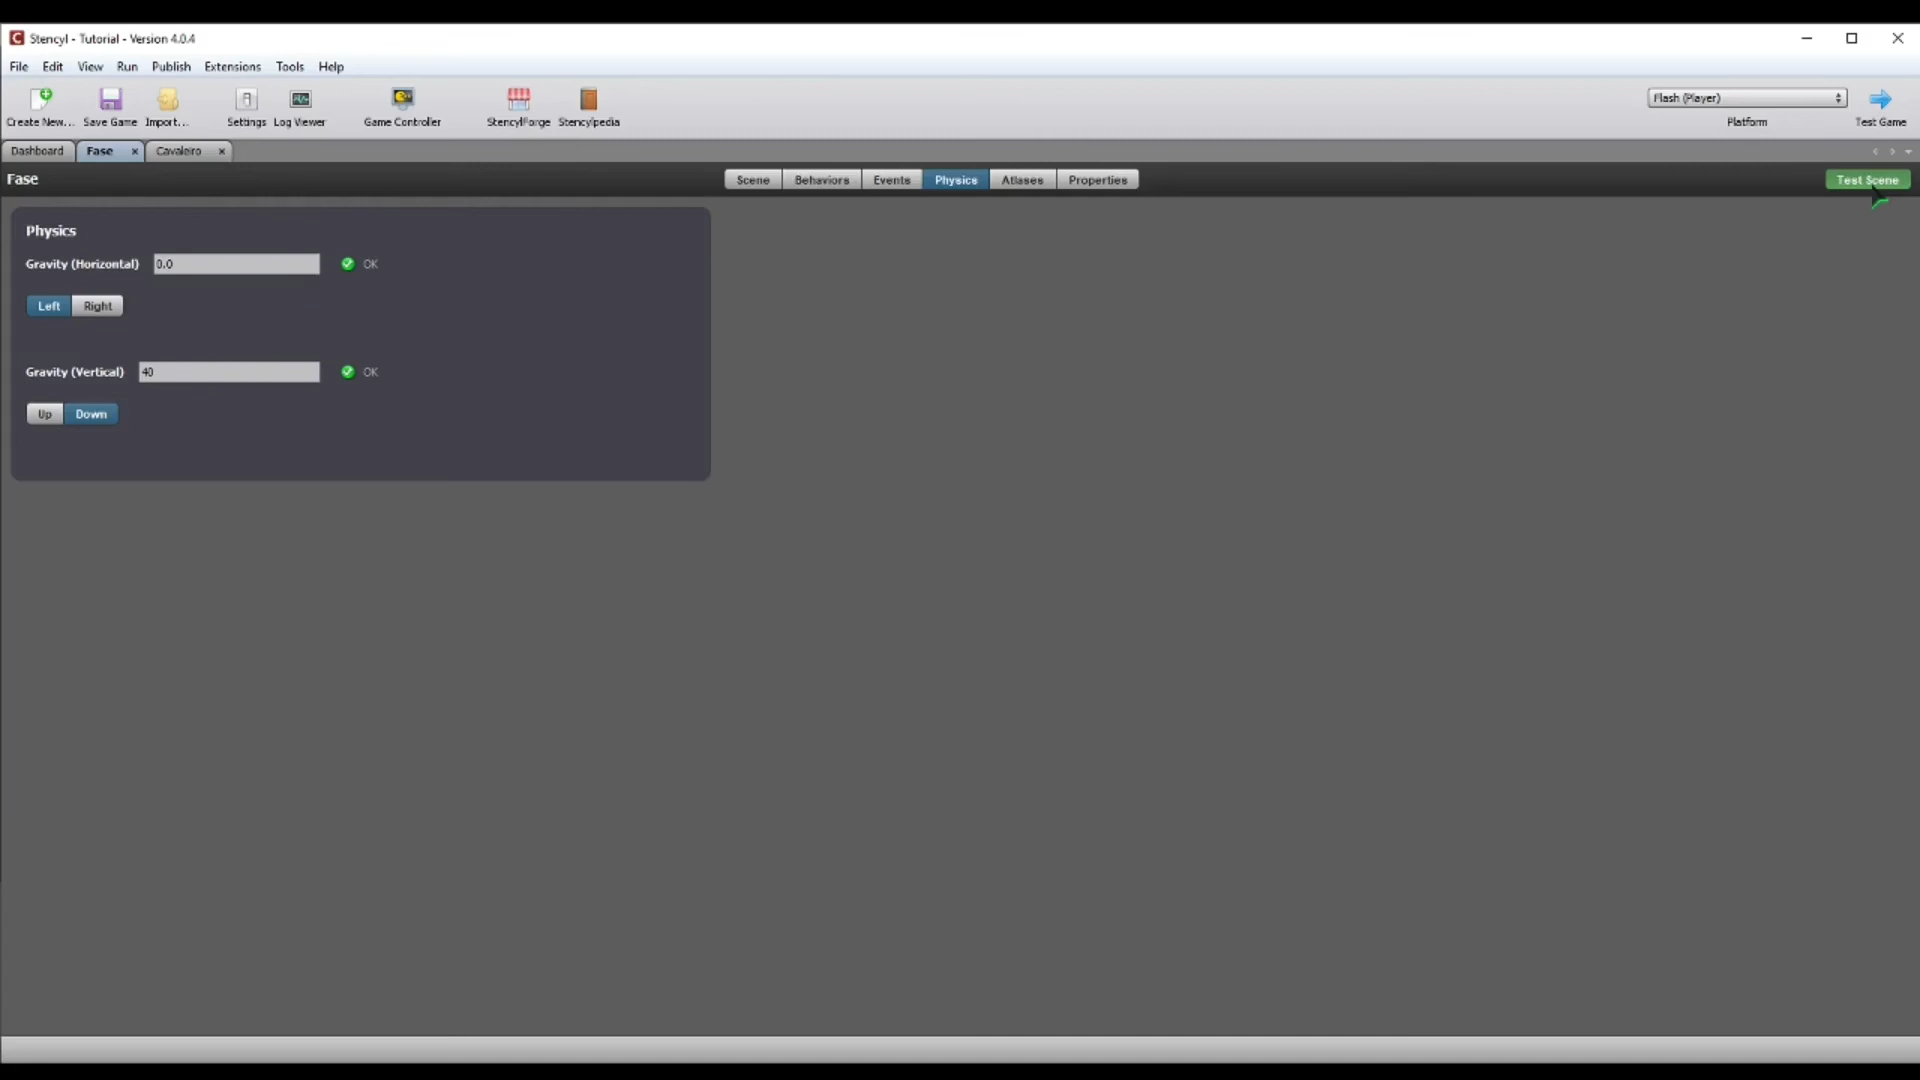 Stencyl - Tutorial - Version 4.0.4
File Edit View Run Publish Extensions Tools Help
Create New... Save Game Import... Settings Log Viewer Game Controller StencylForge Stencylpedia
Flash (Player)
Platform
Test Game
Dashboard Fase Cavaleiro
Fase
Scene Behaviors Events Physics Atlases Properties
Test Scene
Physics
Gravity (Horizontal) 0.0 OK
Left Right
Gravity (Vertical) 40 OK
Up Down